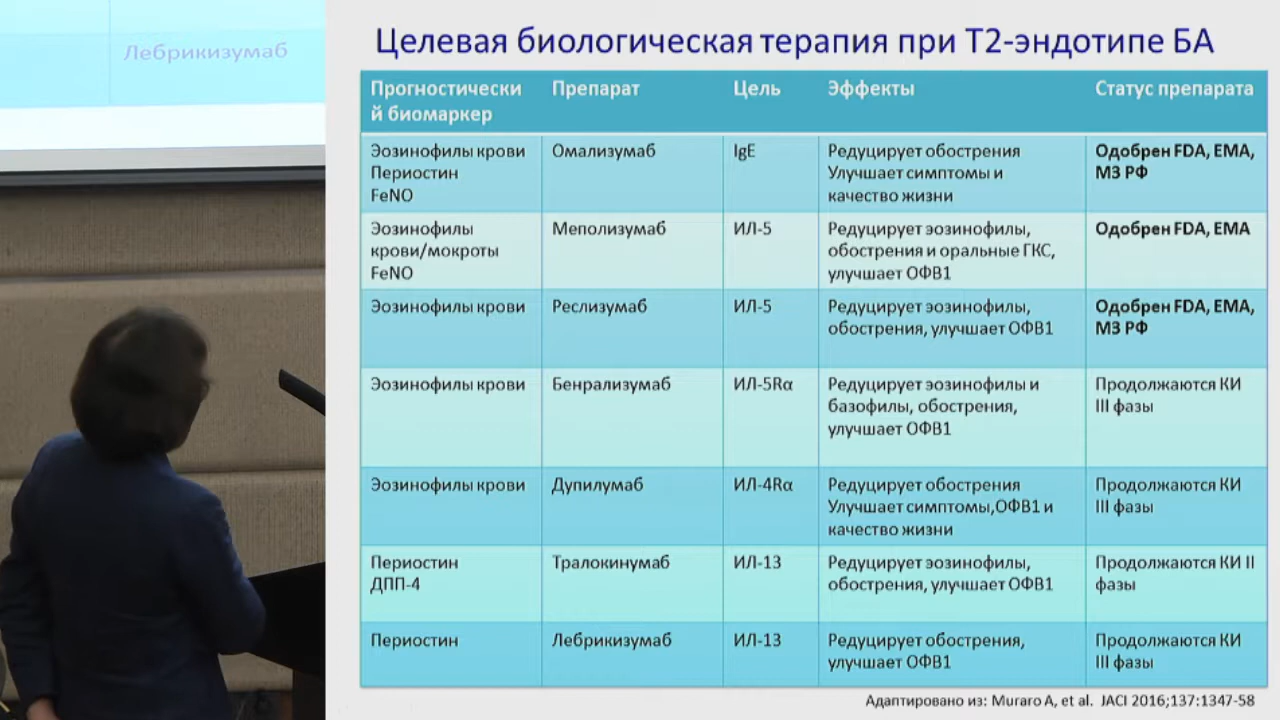 Лебрикизумаб
Целевая биологическая терапия при Т2-эндотипе БА
Прогностически
й биомаркер
Препарат
Цель
Эффекты
Статус препарата
Эозинофилы крови
Периостин
FeNO
Омализумаб
IgE
Редуцирует обострения
Улучшает симптомы и
качество жизни
Одобрен FDA, EMA,
МЗ РФ
Эозинофилы
крови/мокроты
FeNO
Меполизумаб
ИЛ-5
Редуцирует эозинофилы,
обострения и оральные ГКС,
улучшает ОФВ1
Одобрен FDA, EMA
Эозинофилы крови
Реслизумаб
ИЛ-5
Редуцирует эозинофилы,
обострения, улучшает ОФВ1
Одобрен FDA, EMA,
МЗ РФ
Эозинофилы крови
Бенрализумаб
ИЛ-5Rα
Редуцирует эозинофилы и
базофилы, обострения,
улучшает ОФВ1
Продолжаются КИ
III фазы
Эозинофилы крови
Дупилумаб
ИЛ-4Rα
Редуцирует обострения
Улучшает симптомы,ОФВ1 и
качество жизни
Продолжаются КИ
III фазы
Периостин
ДПП-4
Тралокинумаб
ИЛ-13
Редуцирует эозинофилы,
обострения, улучшает ОФВ1
Продолжаются КИ II
фазы
Периостин
Лебрикизумаб
ИЛ-13
Редуцирует обострения,
улучшает ОФВ1
Продолжаются КИ
III фазы
Адаптировано из: Muraro A, et al. JACI 2016;137:1347-58